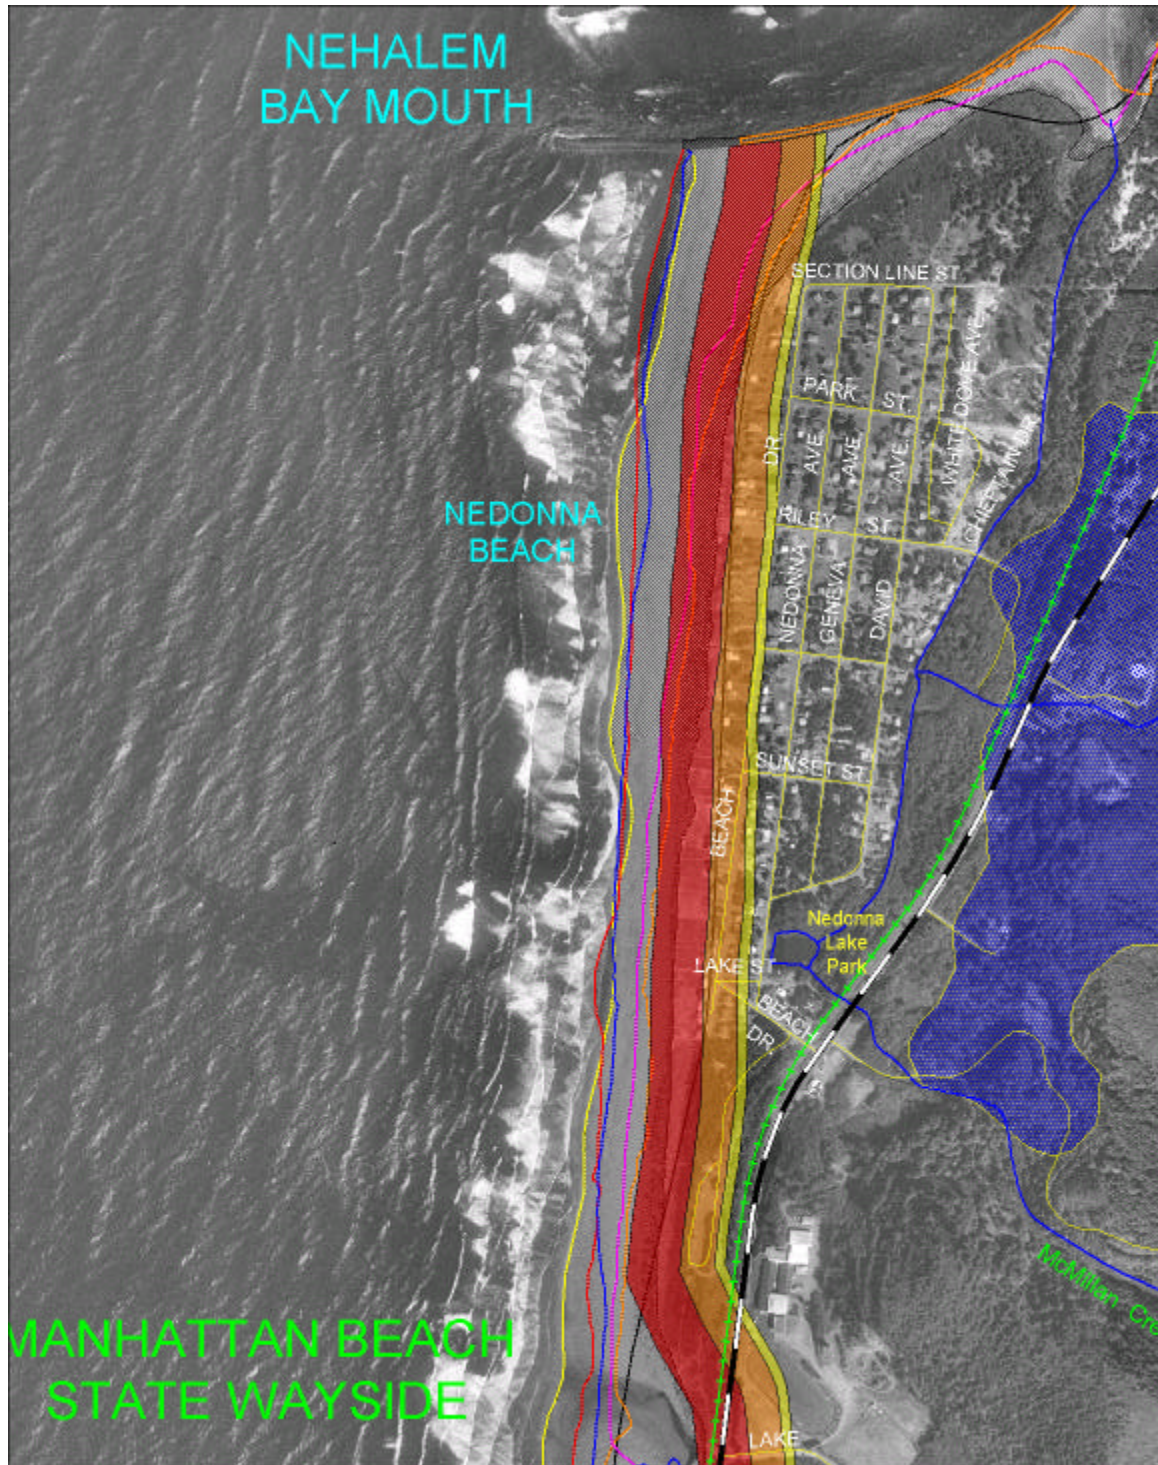 NEHALEM
BAY MOUTH
SECTION LINE ST
PARK ST.
WHITE DOVE AVE.
DR.
AVE.
AVE.
AVE.
CHIEFTAIN DR.
NEDONNA
BEACH
RILEY ST.
NEDONNA
GENEVA
DAVID
SUNSET ST.
BEACH
Nedonna
Lake
Park
LAKE ST
BEACH
DR.
McMillan Cre
MANHATTAN BEACH
STATE WAYSIDE
LAKE